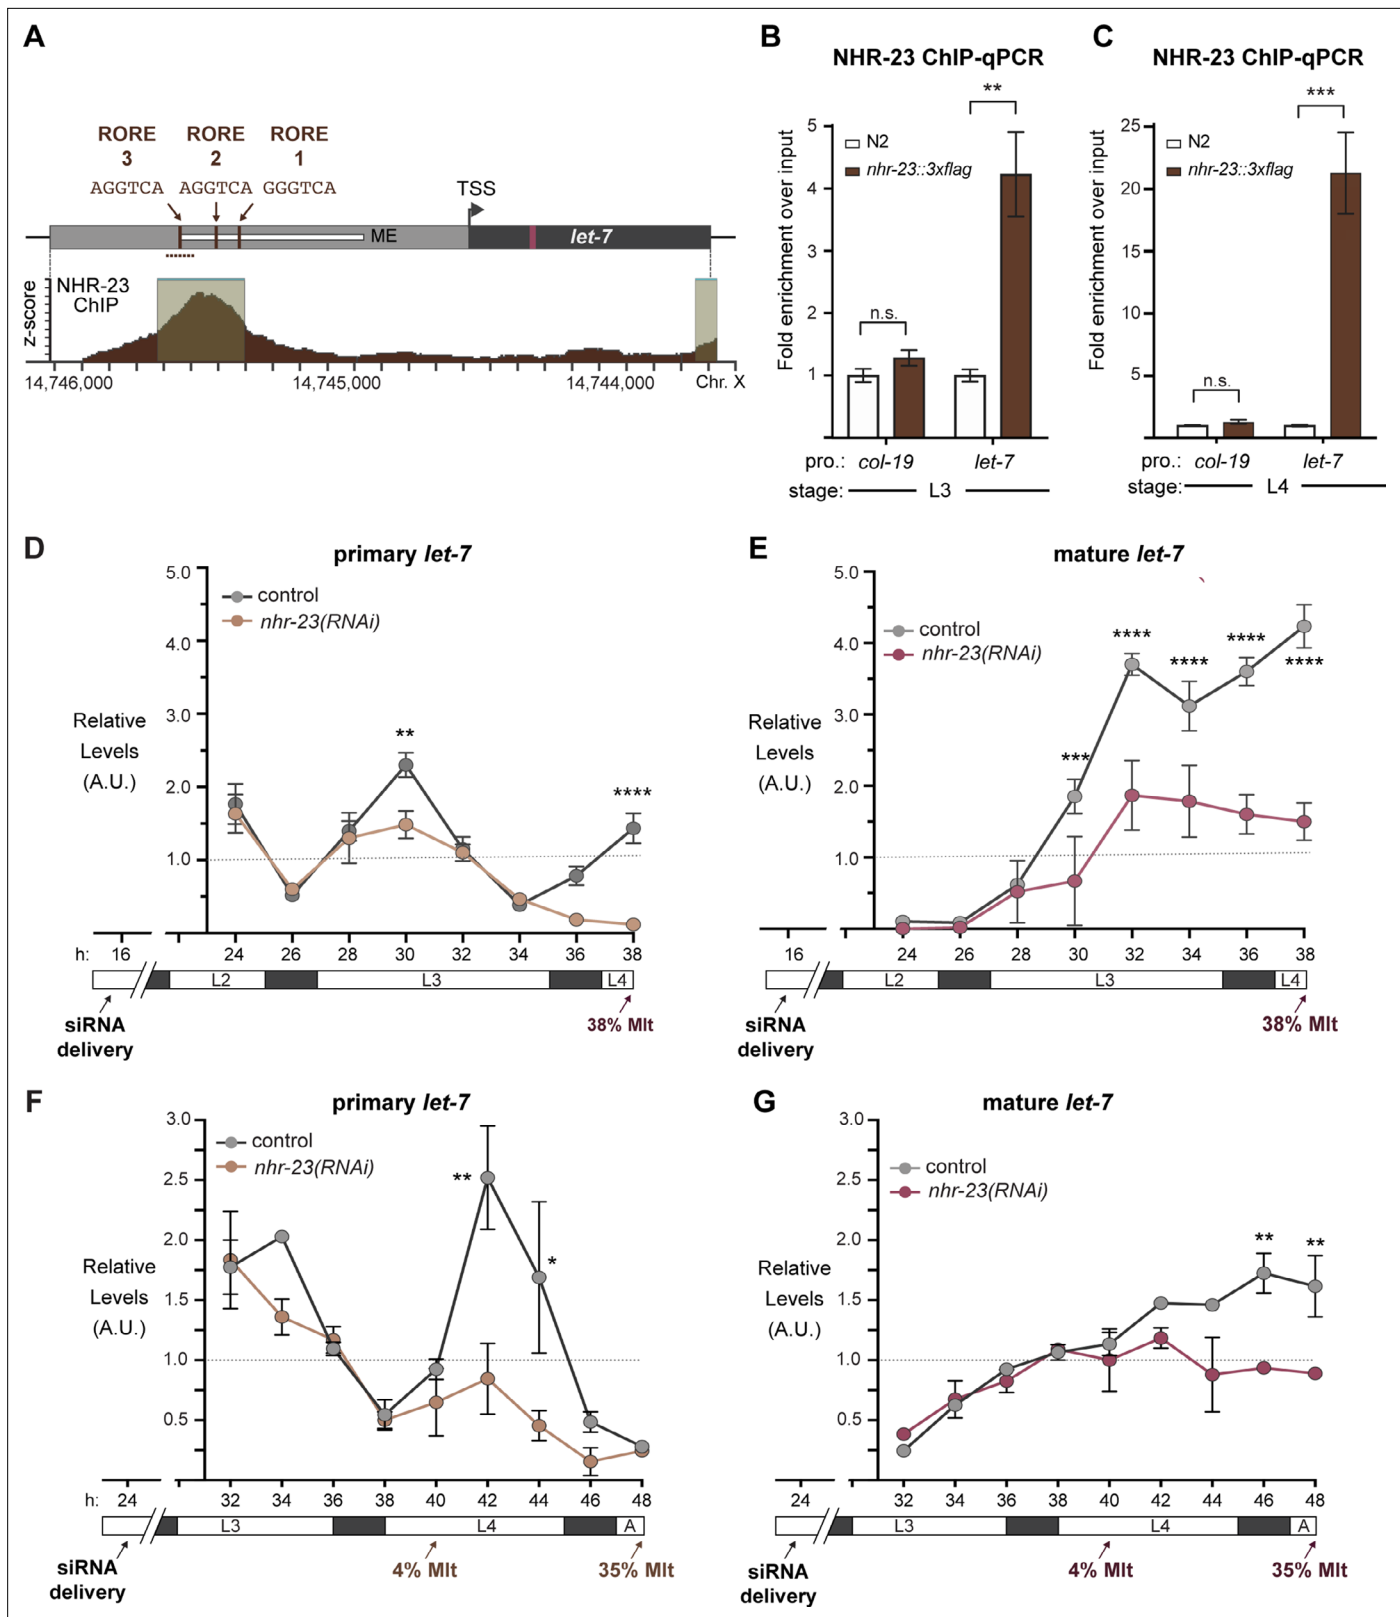 A
RORE RORE RORE
3 2 1
AGGTCA AGGTCA GGGTCA
TSS
ME
let-7
NHR-23
ChIP
z-score
14,746,000 14,745,000 14,744,000 Chr. X
B
NHR-23 ChIP-qPCR
**
Fold enrichment over input
5
4
3
2
1
N2
nhr-23::3xflag
n.s.
pro.: col-19 let-7
stage: L3
C
NHR-23 ChIP-qPCR
***
Fold enrichment over input
25
20
15
10
5
N2
nhr-23::3xflag
n.s.
pro.: col-19 let-7
stage: L4
D
primary let-7
5.0
4.0
3.0
2.0
1.0
control
nhr-23(RNAi)
Relative
Levels
(A.U.)
**
****
h: 16 24 26 28 30 32 34 36 38
L2 L3 L4
siRNA
delivery
38% Mlt
E
mature let-7
5.0
4.0
3.0
2.0
1.0
control
nhr-23(RNAi)
Relative
Levels
(A.U.)
***
****
****
****
****
16 24 26 28 30 32 34 36 38
L2 L3 L4
siRNA
delivery
38% Mlt
F
primary let-7
3.0
2.5
2.0
1.5
1.0
0.5
control
nhr-23(RNAi)
Relative
Levels
(A.U.)
**
*
h: 24 32 34 36 38 40 42 44 46 48
L3 L4 A
siRNA
delivery
4% Mlt
35% Mlt
G
mature let-7
3.0
2.5
2.0
1.5
1.0
0.5
control
nhr-23(RNAi)
Relative
Levels
(A.U.)
**
**
24 32 34 36 38 40 42 44 46 48
L3 L4 A
siRNA
delivery
4% Mlt
35% Mlt